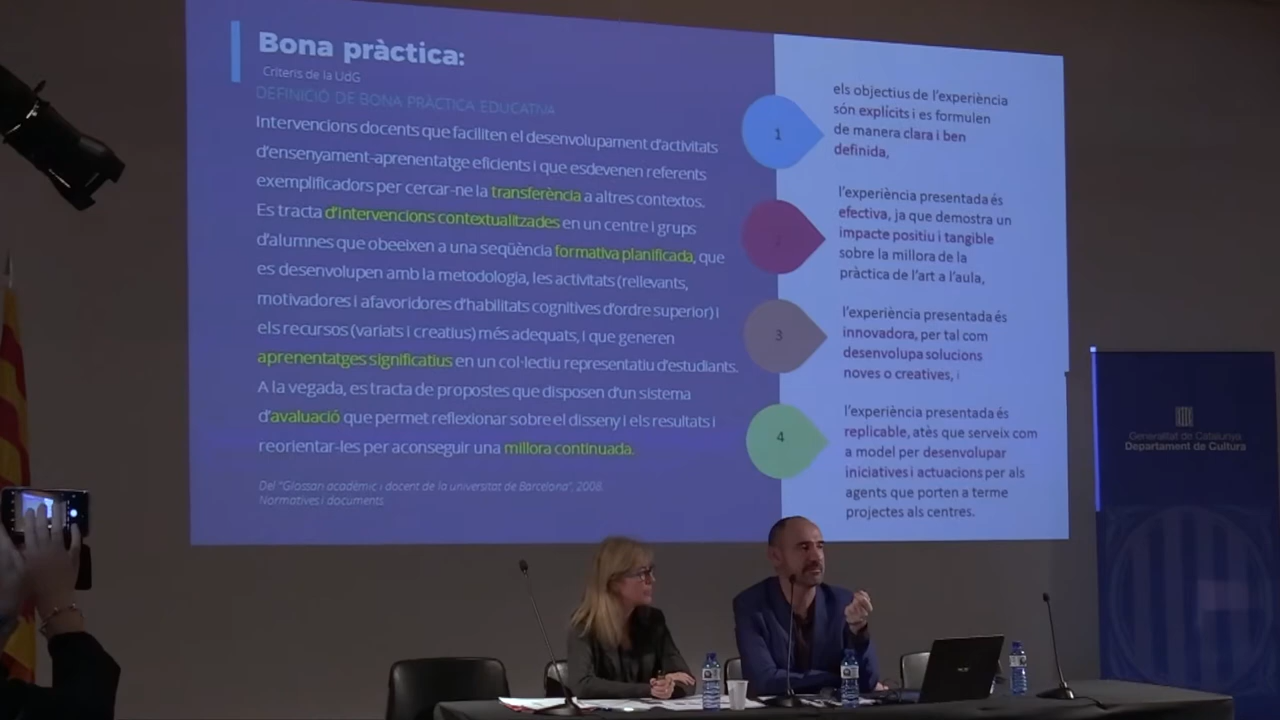 Bona pràctica:
Criteris de la UdG
DEFINICIÓ DE BONA PRÀCTICA EDUCATIVA
Intervencions docents que faciliten el desenvolupament d'activitats
d'ensenyament-aprenentatge eficients i que esdevenen referents
exemplificadors per cercar-ne la transferència a altres contextos.
Es tracta d'intervencions contextualitzades en un centre i grups
d'alumnes que obeeixen a una seqüència formativa planificada, que
es desenvolupen amb la metodologia, les activitats (rellevants,
motivadores i afavoridores d'habilitats cognitives d'ordre superior) i
els recursos (variats i creatius) més adequats, i que generen
aprenentatges significatius en un col·lectiu representatiu d'estudiants.
A la vegada, es tracta de propostes que disposen d'un sistema
d'avaluació que permet reflexionar sobre el disseny i els resultats i
reorientar-les per aconseguir una millora continuada.
Del "Glossari acadèmic i docent de la universitat de Barcelona", 2008.
Normatives i documents
1
els objectius de l'experiència
són explícits i es formulen
de manera clara i ben
definida,
2
l'experiència presentada és
efectiva, ja que demostra un
impacte positiu i tangible
sobre la millora de la
pràctica de l'art a l'aula,
3
l'experiència presentada és
innovadora, per tal com
desenvolupa solucions
noves o creatives, i
4
l'experiència presentada és
replicable, atès que serveix com
a model per desenvolupar
iniciatives i actuacions per als
agents que porten a terme
projectes als centres.
Generalitat de Catalunya
Departament de Cultura